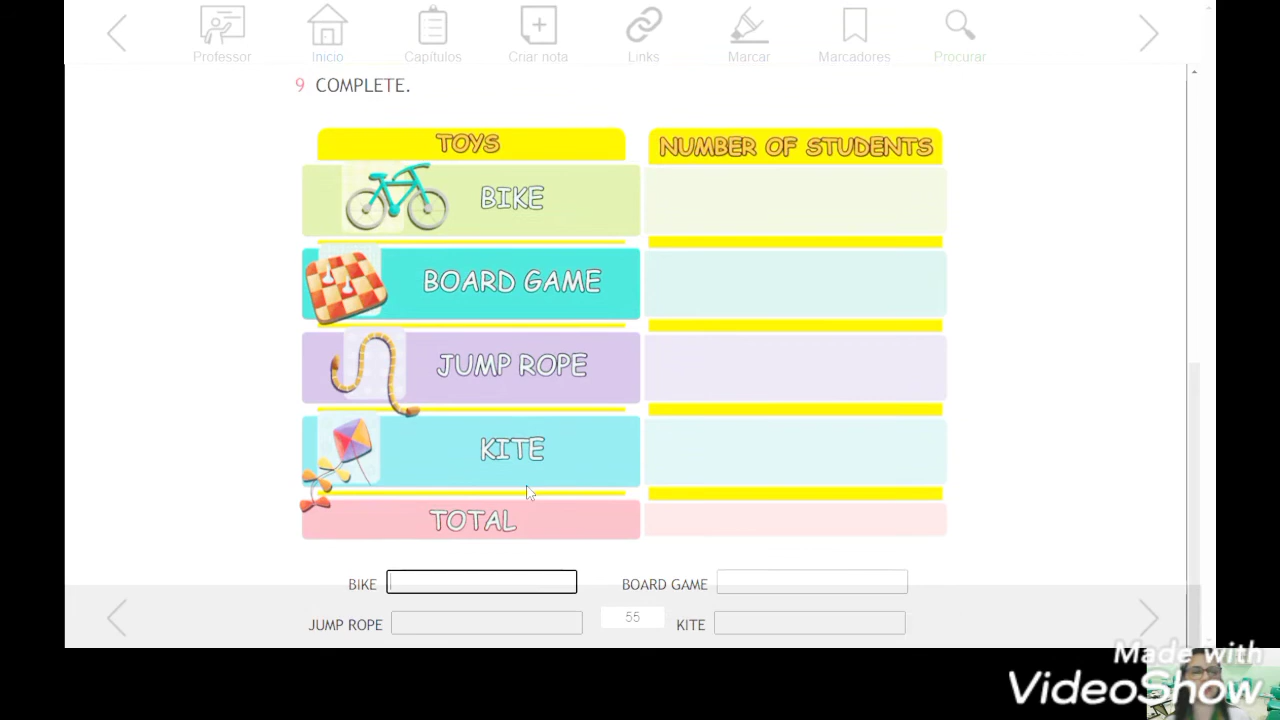 Professor Inicio Capítulos Criar nota Links Marcar Marcadores Procurar
9 COMPLETE.
TOYS NUMBER OF STUDENTS
BIKE
BOARD GAME
JUMP ROPE
KITE
TOTAL
BIKE BOARD GAME
JUMP ROPE 55 KITE
Made with
VideoShow